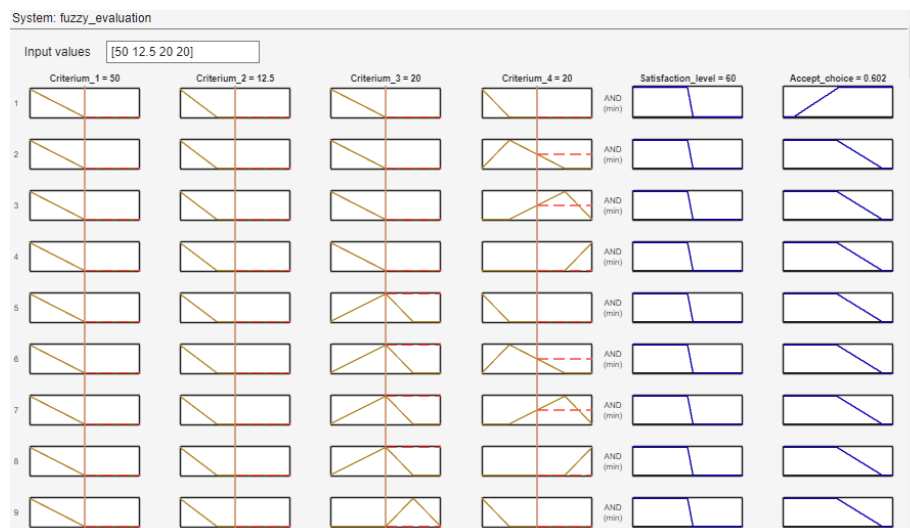 System: fuzzy_evaluation
Input values [50 12.5 20 20]
Criterium_1 = 50 Criterium_2 = 12.5 Criterium_3 = 20 Criterium_4 = 20 Satisfaction_level = 60 Accept_choice = 0.602
1 AND
(min)
2 AND
(min)
3 AND
(min)
4 AND
(min)
5 AND
(min)
6 AND
(min)
7 AND
(min)
8 AND
(min)
9 AND
(min)